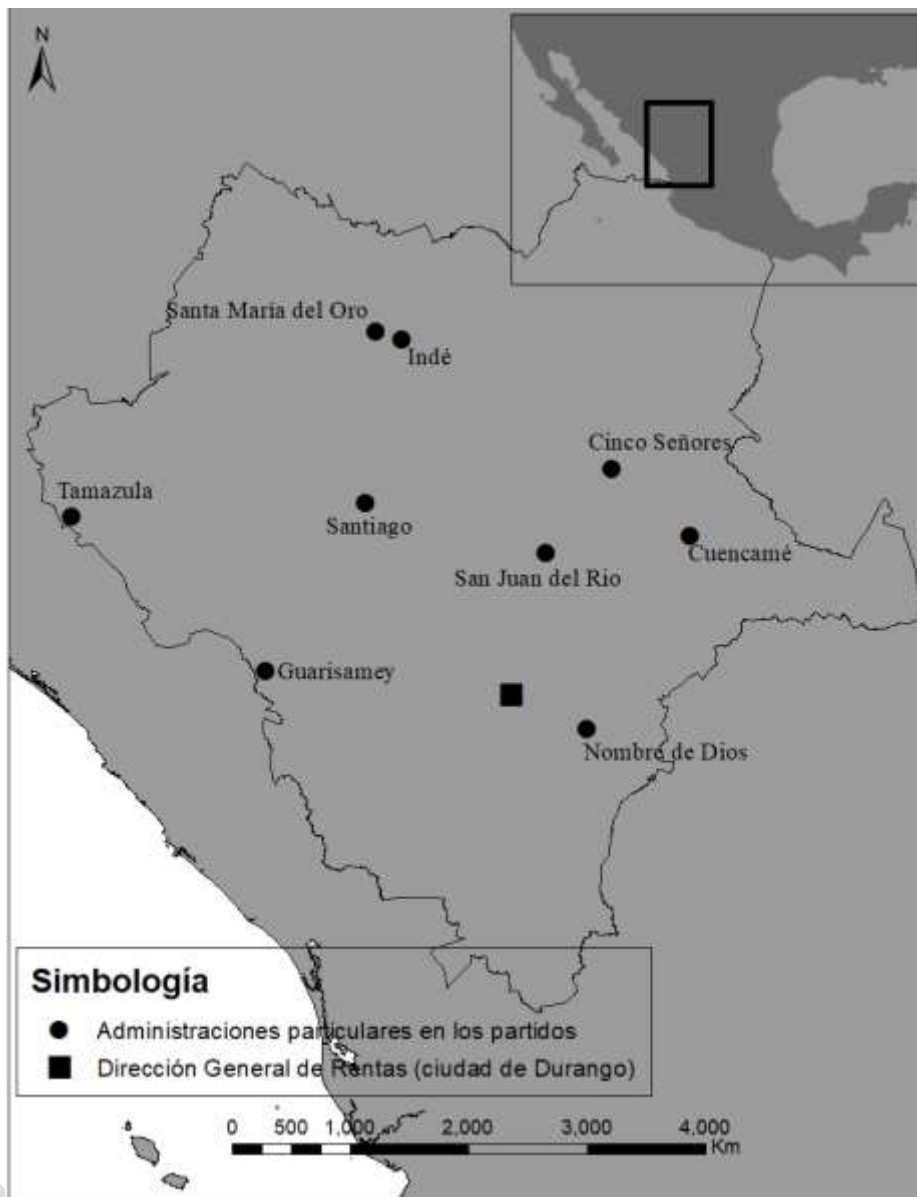 N
Santa María del Oro
Indé
Cinco Señores
Tamazula
Santiago
Cuencamé
San Juan del Rio
Guarisamey
Nombre de Dios
Simbología
Administraciones particulares en los partidos
Dirección General de Rentas (ciudad de Durango)
0 500 1,000 2,000 3,000 4,000
Km